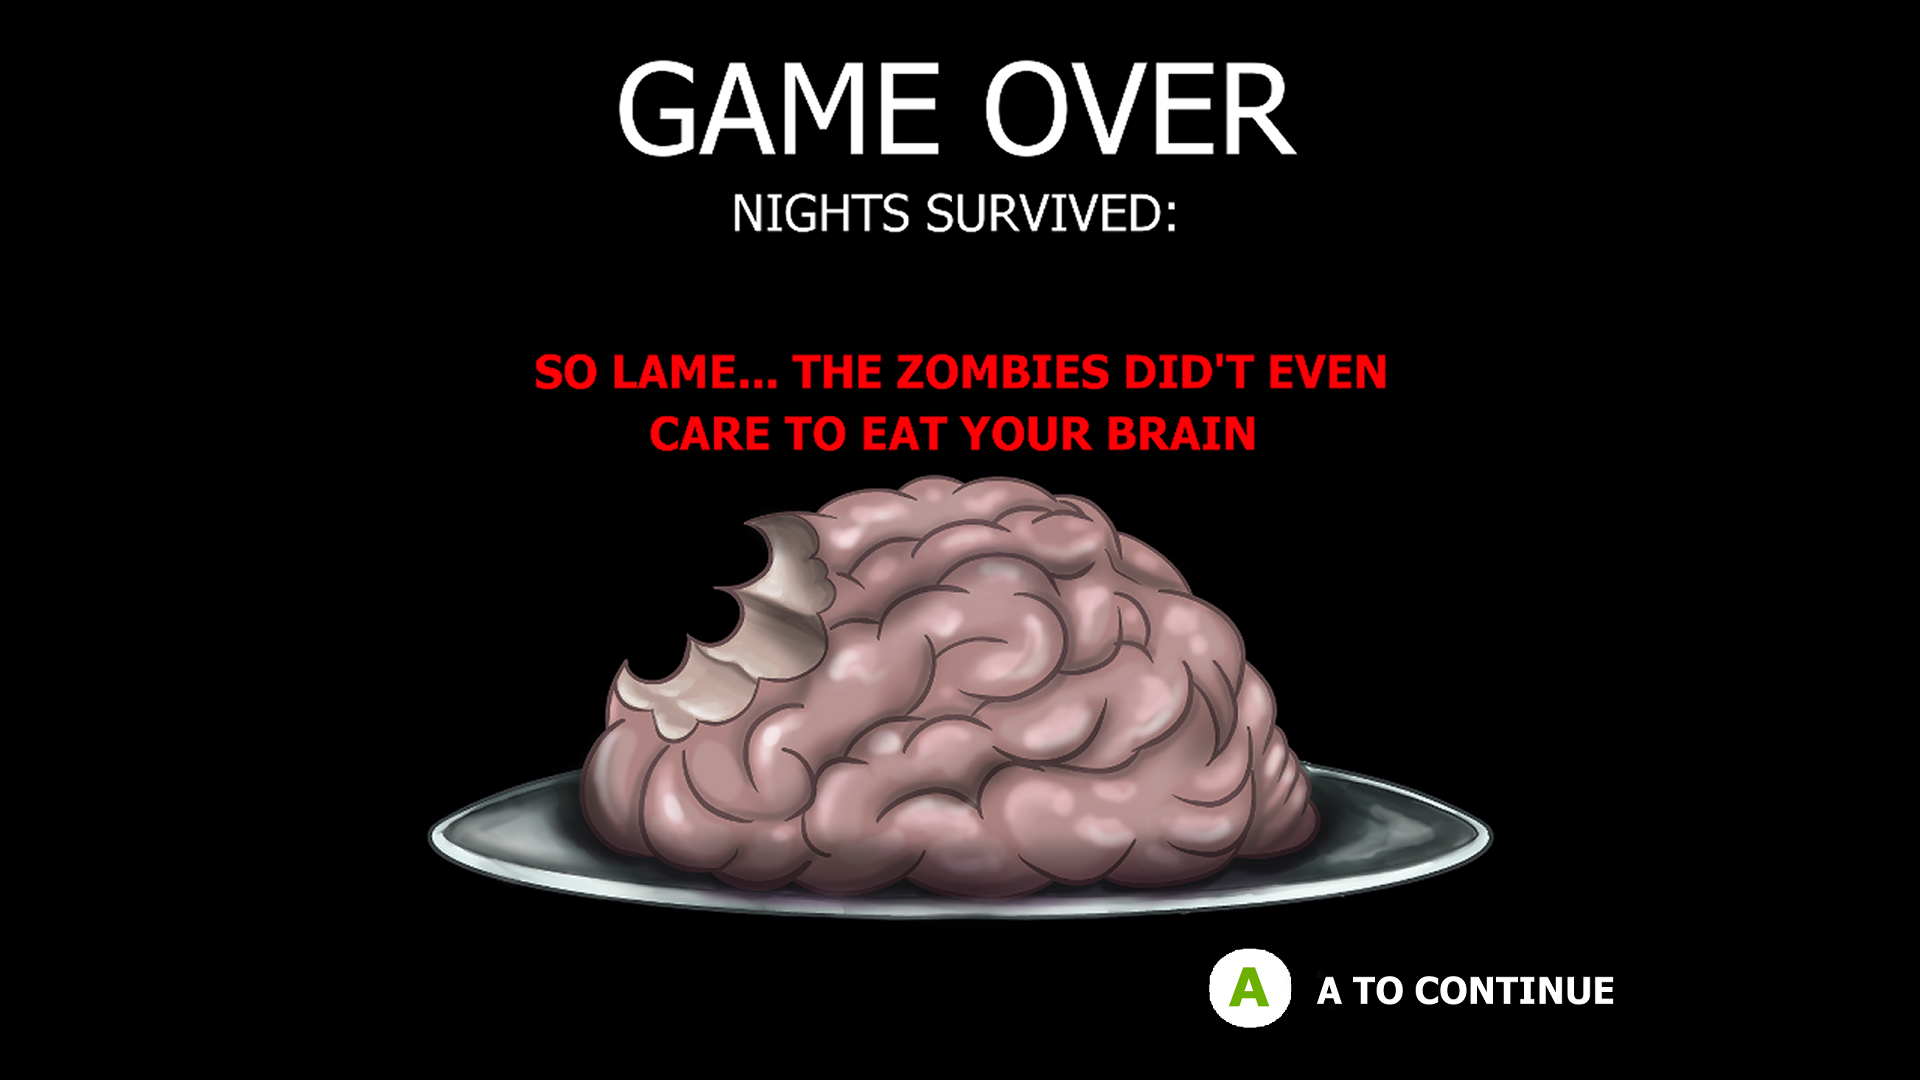 GAME OVER
NIGHTS SURVIVED:
SO LAME... THE ZOMBIES DID'T EVEN
CARE TO EAT YOUR BRAIN
A A TO CONTINUE